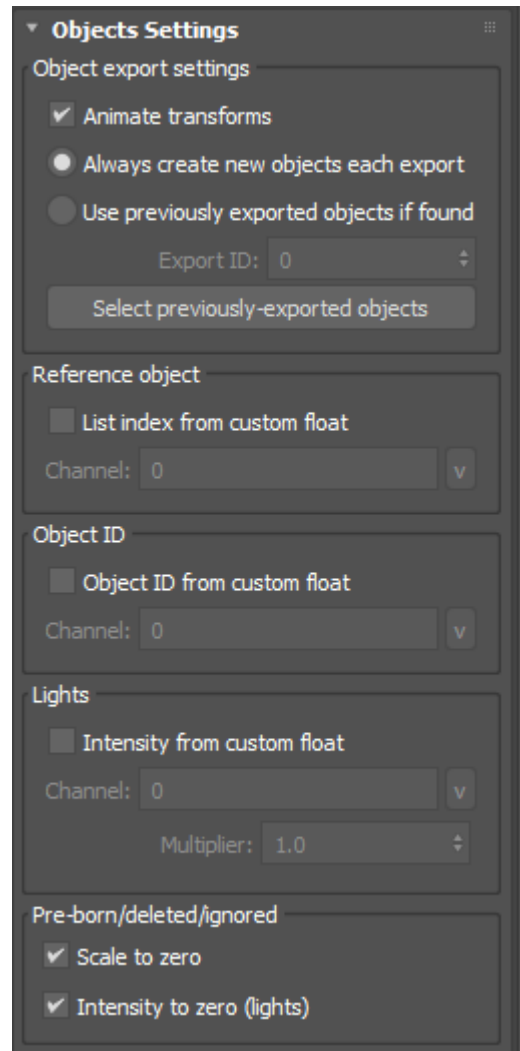 Objects Settings
Object export settings
Animate transforms
Always create new objects each export
Use previously exported objects if found
Export ID: 0
Select previously-exported objects
Reference object
List index from custom float
Channel: 0 v
Object ID
Object ID from custom float
Channel: 0 v
Lights
Intensity from custom float
Channel: 0 v
Multiplier: 1.0
Pre-born/deleted/ignored
Scale to zero
Intensity to zero (lights)